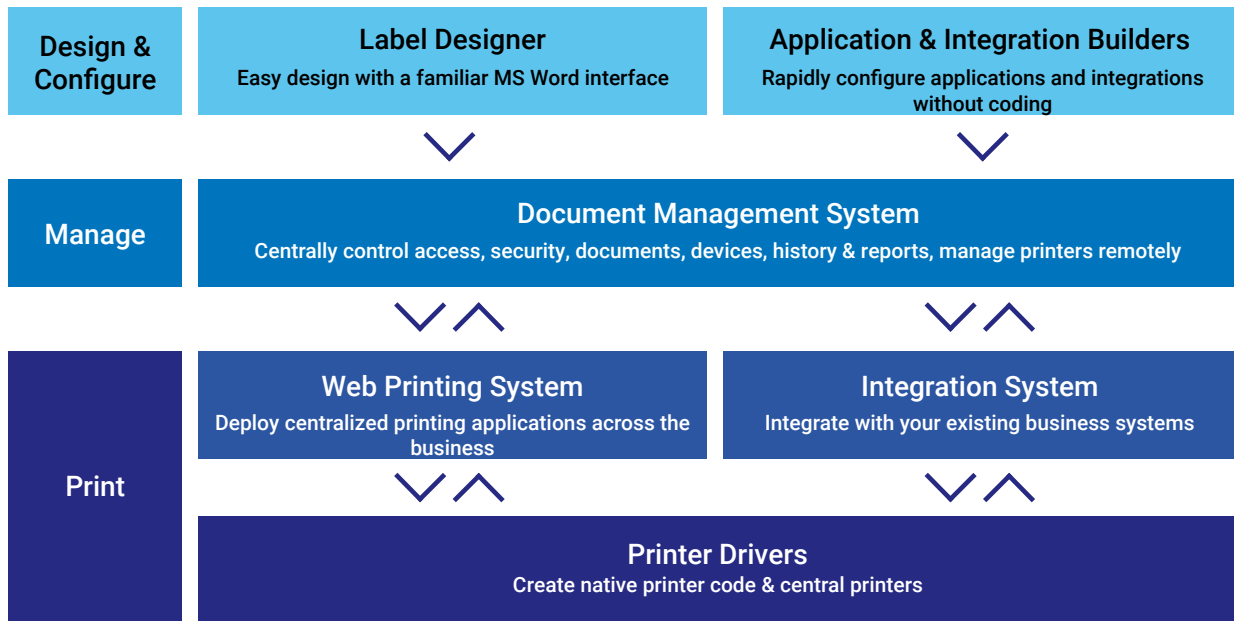 Design &
Configure
Label Designer
Easy design with a familiar MS Word interface
Application & Integration Builders
Rapidly configure applications and integrations
without coding
Manage
Document Management System
Centrally control access, security, documents, devices, history & reports, manage printers remotely
Print
Web Printing System
Deploy centralized printing applications across the
business
Integration System
Integrate with your existing business systems
Printer Drivers
Create native printer code & central printers